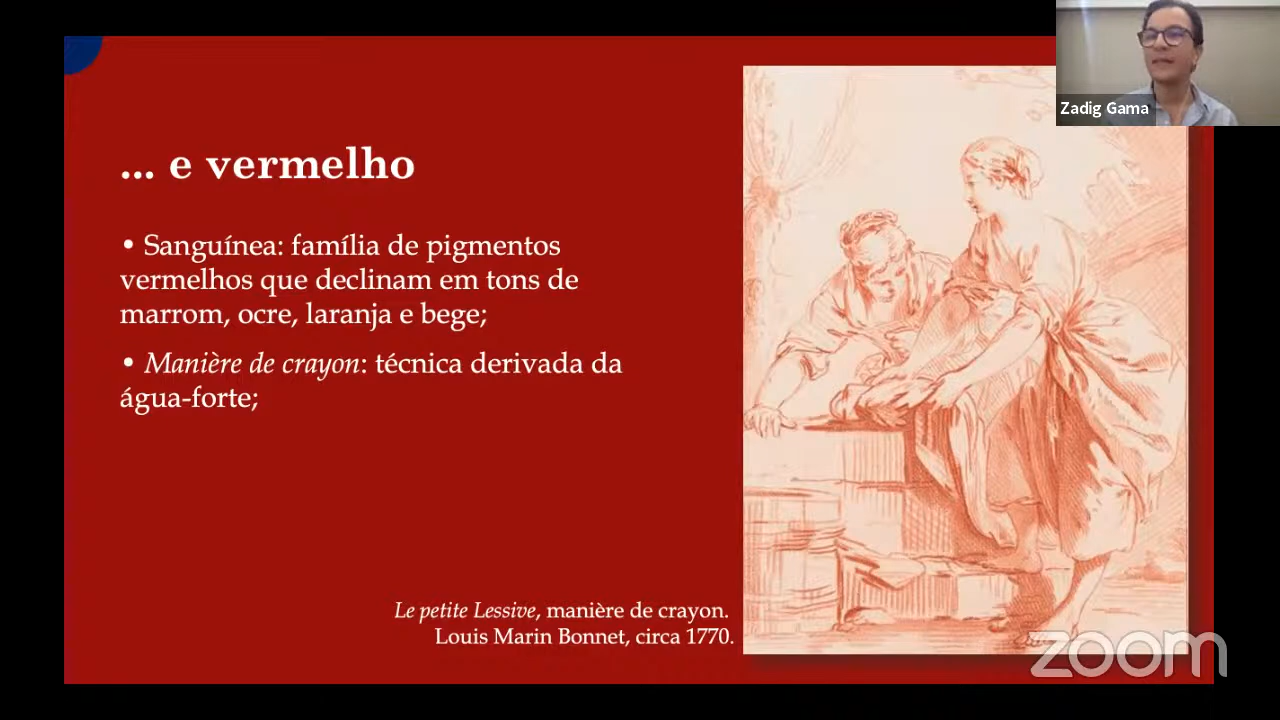 Zadig Gama
... e vermelho
• Sanguínea: família de pigmentos
vermelhos que declinam em tons de
marrom, ocre, laranja e bege;
• Manière de crayon: técnica derivada da
água-forte;
Le petite Lessive, manière de crayon.
Louis Marin Bonnet, circa 1770.
zoom